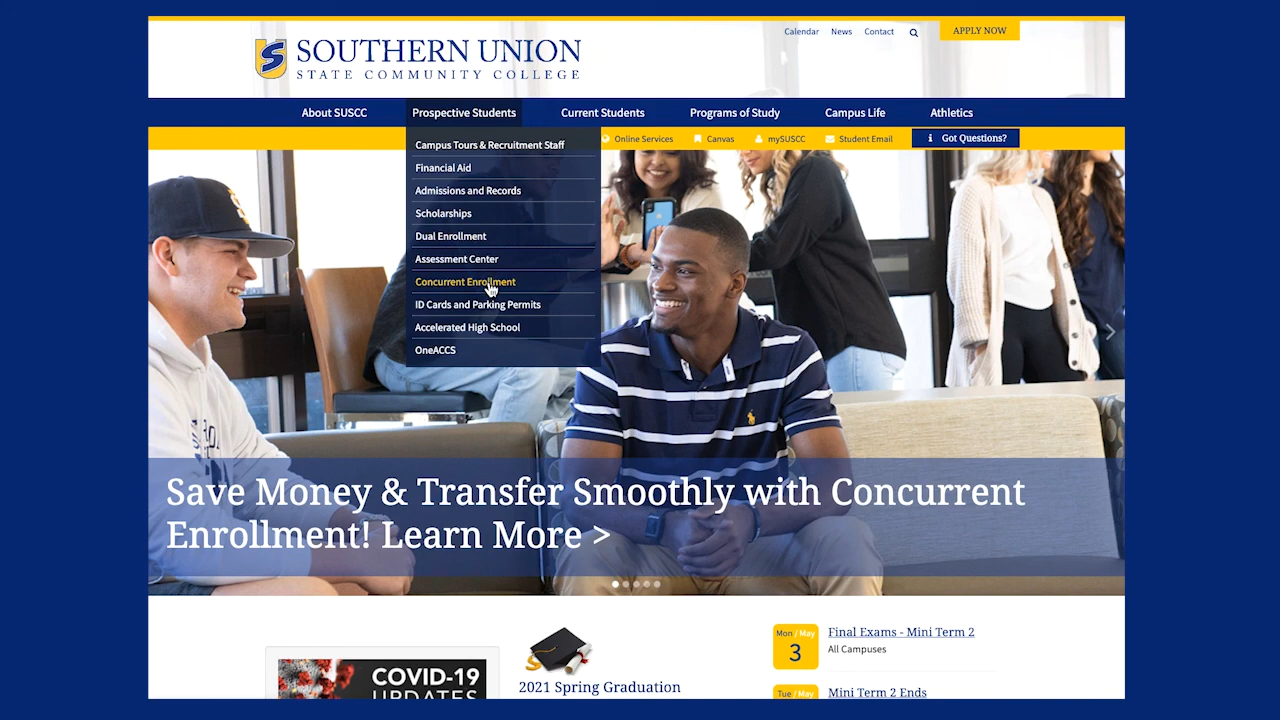 SOUTHERN UNION
STATE COMMUNITY COLLEGE
Calendar News Contact
APPLY NOW
About SUSCC Prospective Students Current Students Programs of Study Campus Life Athletics
Online Services Canvas mySUSCC Student Email i Got Questions?
Campus Tours & Recruitment Staff
Financial Aid
Admissions and Records
Scholarships
Dual Enrollment
Assessment Center
Concurrent Enrollment
ID Cards and Parking Permits
Accelerated High School
OneACCS
Save Money & Transfer Smoothly with Concurrent
Enrollment! Learn More >
COVID-19
UPDATES
2021 Spring Graduation
Mon / May
3
Final Exams - Mini Term 2
All Campuses
Tue / May
Mini Term 2 Ends